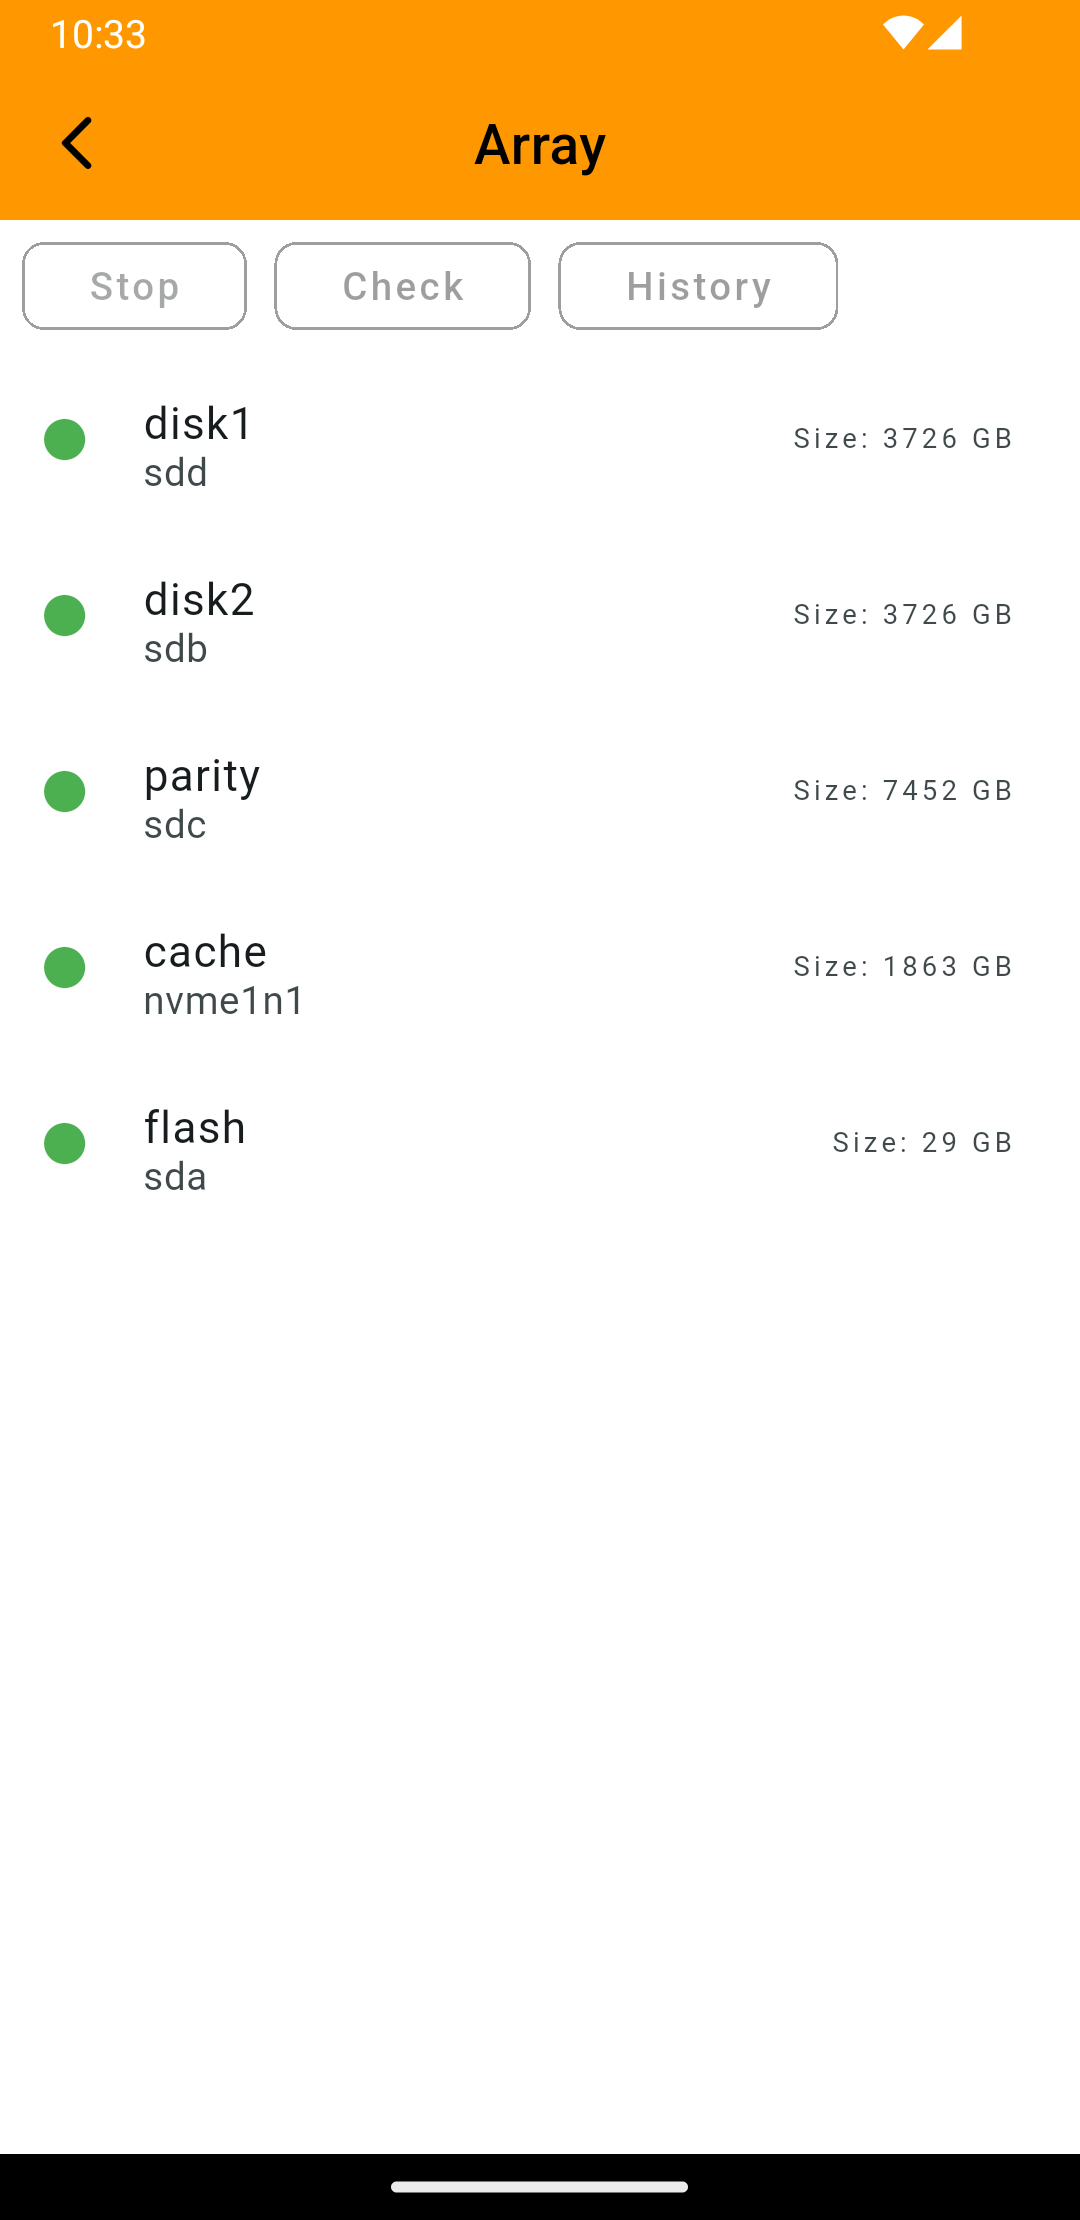 10:33
Array
Stop Check History
disk1
sdd
Size: 3726 GB
disk2
sdb
Size: 3726 GB
parity
sdc
Size: 7452 GB
cache
nvme1n1
Size: 1863 GB
flash
sda
Size: 29 GB